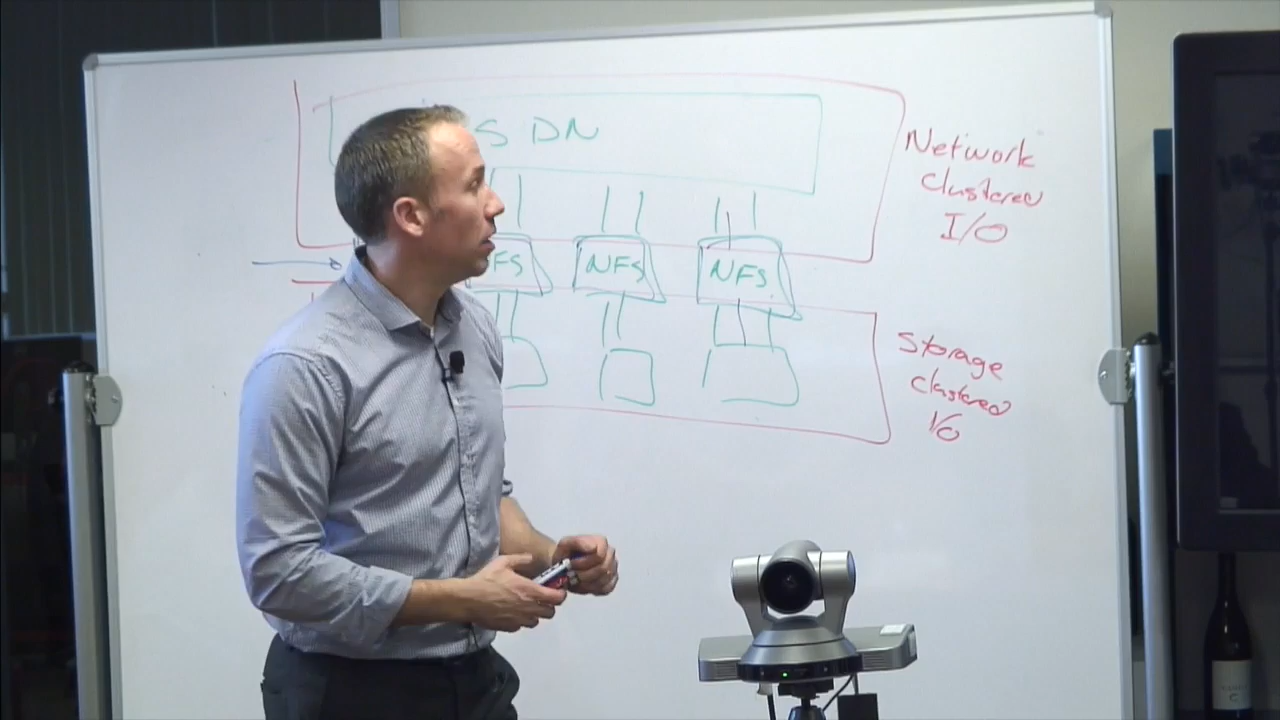 S DN
Network
clustered
I/O
NFS
NFS
NFS
Storage
clustered
I/O